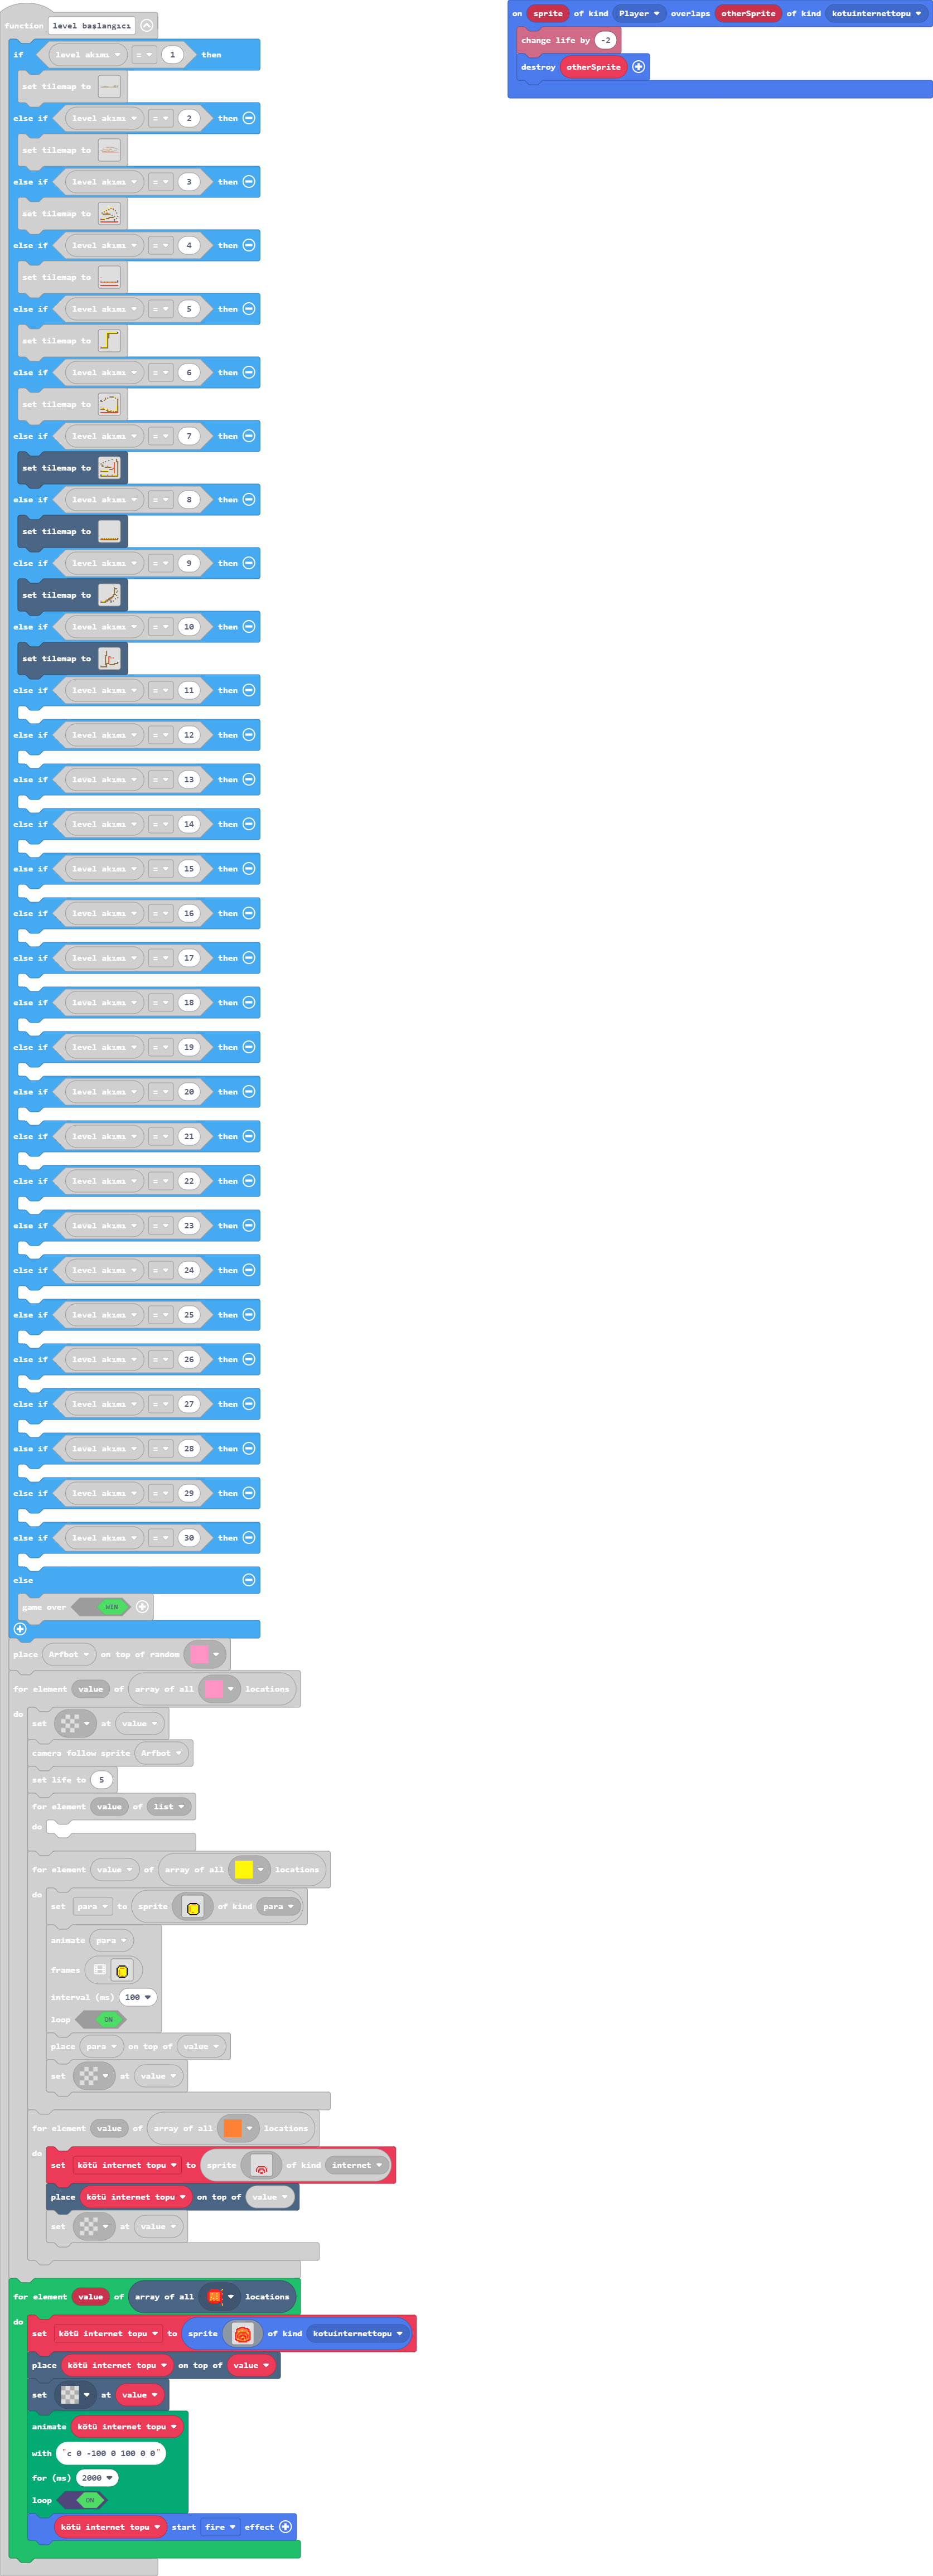 function level başlangıcı
if level akımı = 1 then
set tilemap to
else if level akımı = 2 then
set tilemap to
else if level akımı = 3 then
set tilemap to
else if level akımı = 4 then
set tilemap to
else if level akımı = 5 then
set tilemap to
else if level akımı = 6 then
set tilemap to
else if level akımı = 7 then
set tilemap to
else if level akımı = 8 then
set tilemap to
else if level akımı = 9 then
set tilemap to
else if level akımı = 10 then
set tilemap to
else if level akımı = 11 then
else if level akımı = 12 then
else if level akımı = 13 then
else if level akımı = 14 then
else if level akımı = 15 then
else if level akımı = 16 then
else if level akımı = 17 then
else if level akımı = 18 then
else if level akımı = 19 then
else if level akımı = 20 then
else if level akımı = 21 then
else if level akımı = 22 then
else if level akımı = 23 then
else if level akımı = 24 then
else if level akımı = 25 then
else if level akımı = 26 then
else if level akımı = 27 then
else if level akımı = 28 then
else if level akımı = 29 then
else if level akımı = 30 then
else
game over WIN
place Arfbot on top of random
for element value of array of all locations
do
set at value
camera follow sprite Arfbot
set life to 5
for element value of list
do
for element value of array of all locations
do
set para to sprite of kind para
animate para
frames
interval (ms) 100
loop ON
place para on top of value
set at value
for element value of array of all locations
do
set kötü internet topu to sprite of kind internet
place kötü internet topu on top of value
set at value
for element value of array of all locations
do
set kötü internet topu to sprite of kind kotuinternettopu
place kötü internet topu on top of value
set at value
animate kötü internet topu
with "c 0 -100 0 100 0 0"
for (ms) 2000
loop ON
kötü internet topu start fire effect
on sprite of kind Player overlaps otherSprite of kind kotuinternettopu
change life by -2
destroy otherSprite